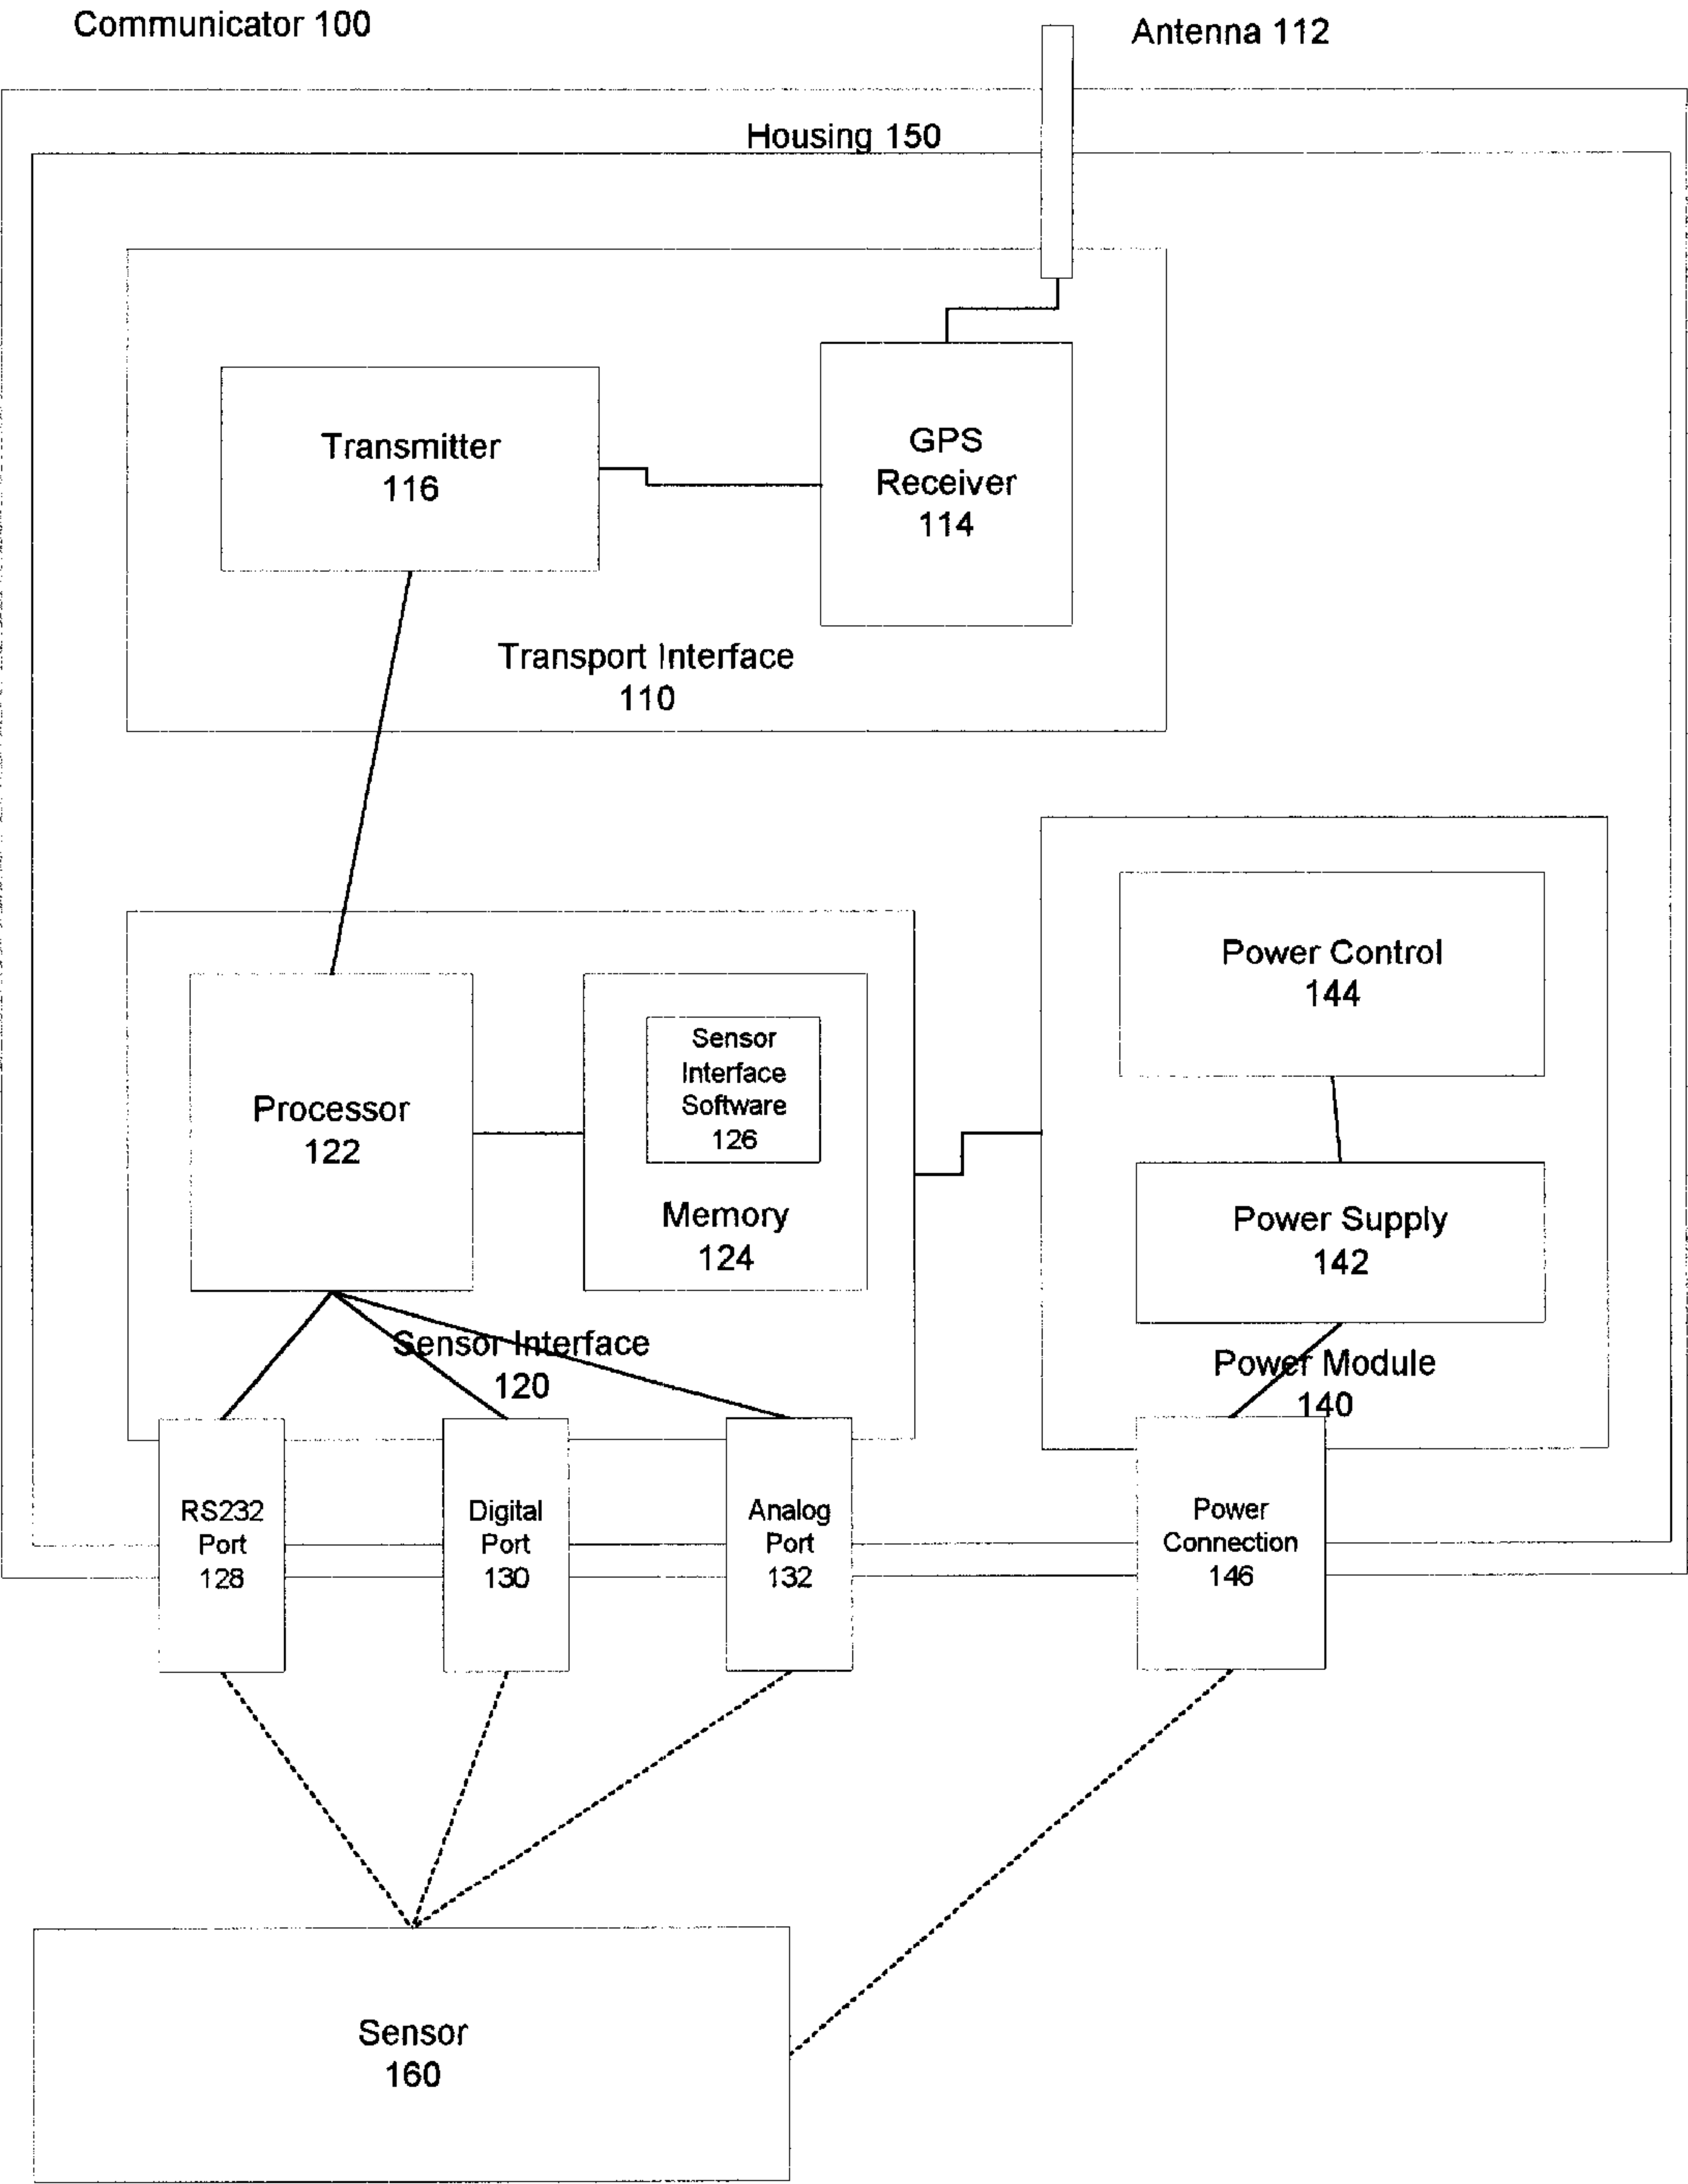 Communicator 100
Antenna 112
Housing 150
Transmitter
116
GPS
Receiver
114
Transport Interface
110
Power Control
144
Processor
122
Sensor
Interface
Software
126
Memory
124
Power Supply
142
Sensor Interface
120
Power Module
140
RS232
Port
128
Digital
Port
130
Analog
Port
132
Power
Connection
146
Sensor
160